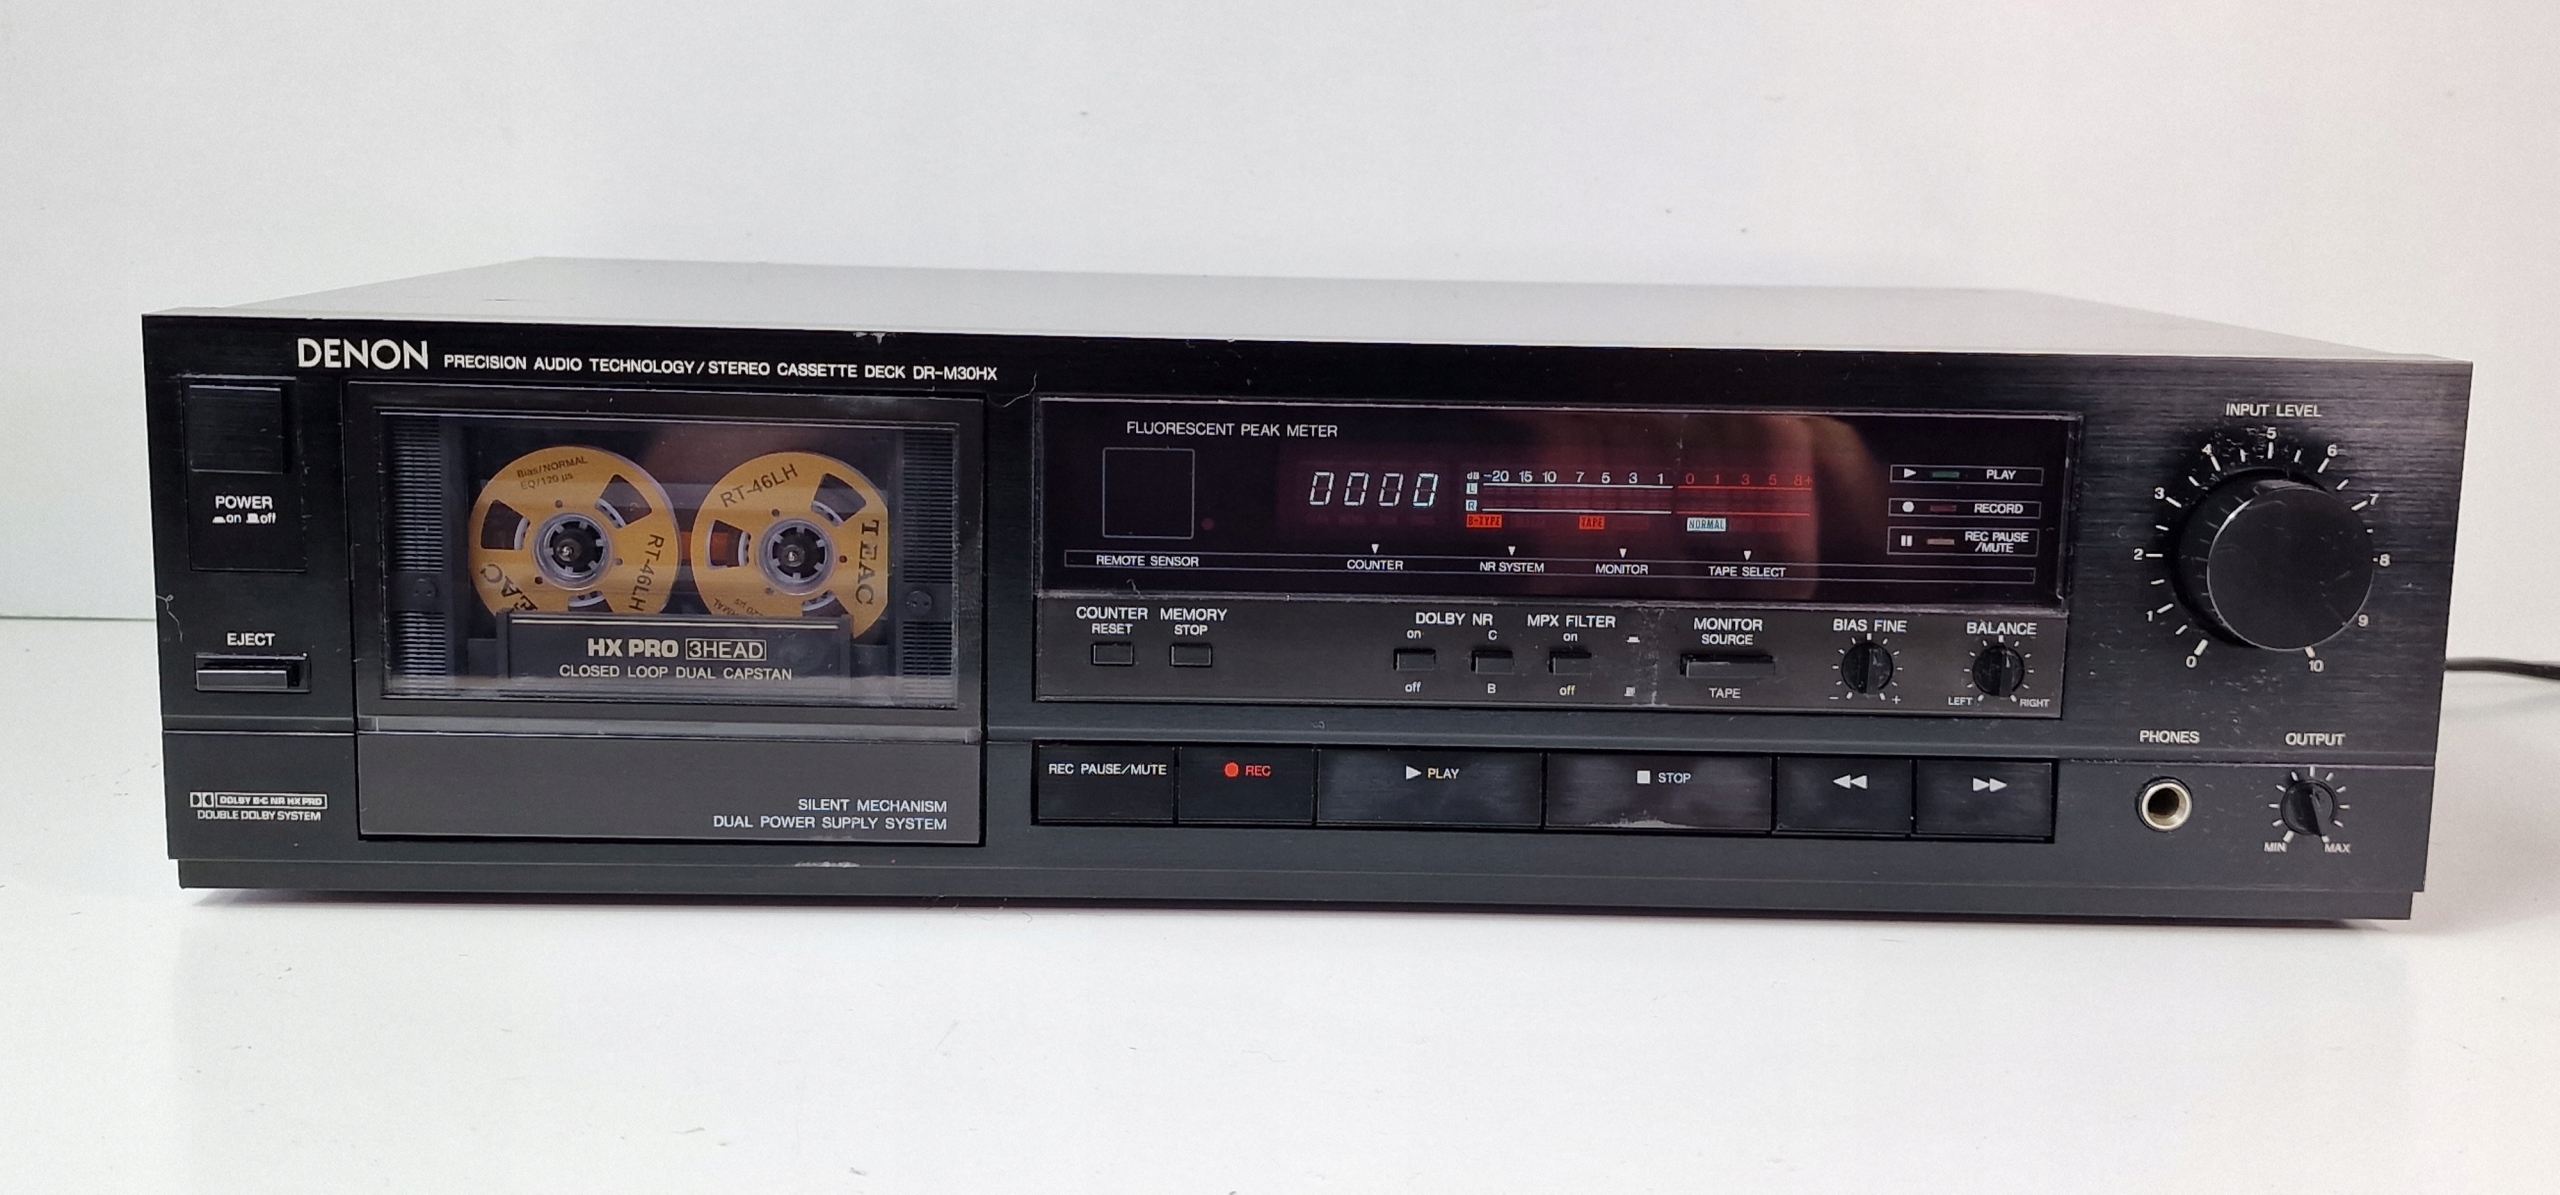 DENON PRECISION AUDIO TECHNOLOGY/STEREO CASSETTE DECK DR-M30HX
POWER
on off
EJECT
DOLBY B·C NR HX PRO
DOUBLE DOLBY SYSTEM
Bias/NORMAL
EQ/120 µs
RT-46LH
TEAC
RT-46LH
TEAC
HX PRO 3HEAD
CLOSED LOOP DUAL CAPSTAN
SILENT MECHANISM
DUAL POWER SUPPLY SYSTEM
FLUORESCENT PEAK METER
0000
dB -20 15 10 7 5 3 1 0 1 3 5 8+
L
R
B-TYPE TAPE NORMAL
REMOTE SENSOR COUNTER NR SYSTEM MONITOR TAPE SELECT
PLAY
RECORD
REC PAUSE
/MUTE
COUNTER
RESET
MEMORY
STOP
DOLBY NR
on C
off B
MPX FILTER
on
off
MONITOR
SOURCE
TAPE
BIAS FINE
- +
BALANCE
LEFT RIGHT
REC PAUSE/MUTE
REC
PLAY
STOP
INPUT LEVEL
0 1 2 3 4 5 6 7 8 9 10
PHONES
OUTPUT
MIN MAX